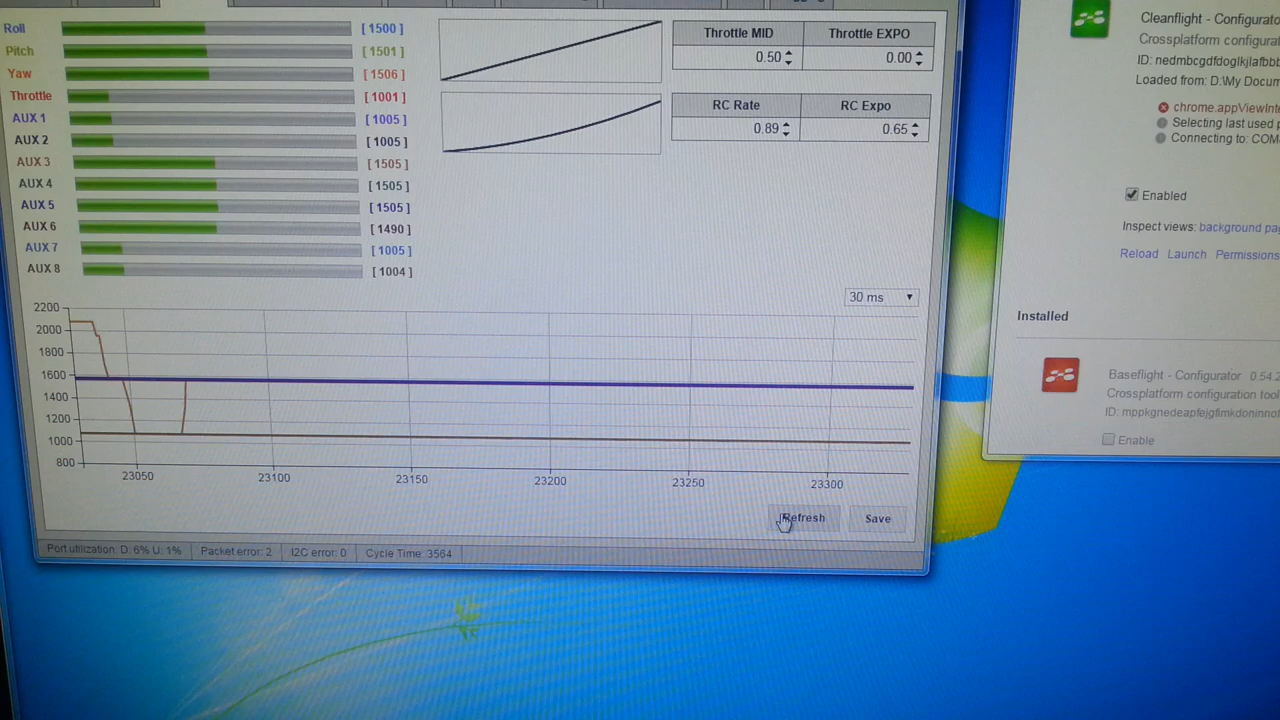 Roll [ 1500 ]
Pitch [ 1501 ]
Yaw [ 1506 ]
Throttle [ 1001 ]
AUX 1 [ 1005 ]
AUX 2 [ 1005 ]
AUX 3 [ 1505 ]
AUX 4 [ 1505 ]
AUX 5 [ 1505 ]
AUX 6 [ 1490 ]
AUX 7 [ 1005 ]
AUX 8 [ 1004 ]
Throttle MID Throttle EXPO
0.50 0.00
RC Rate RC Expo
0.89 0.65
30 ms
2200
2000
1800
1600
1400
1200
1000
800
23050 23100 23150 23200 23250 23300
Refresh Save
Port utilization: D: 6% U: 1% Packet error: 2 I2C error: 0 Cycle Time: 3564
Cleanflight - Configurato
Crossplatform configurat
ID: nedmbcgdfdoglkjlafbbb
Loaded from: D:\My Docum
chrome.appViewInte
Selecting last used p
Connecting to: COM
Enabled
Inspect views: background pag
Reload Launch Permissions
Installed
Baseflight - Configurator 0.54.2
Crossplatform configuration tool
ID: mppkgnedeapfejgfimkdoninnof
Enable